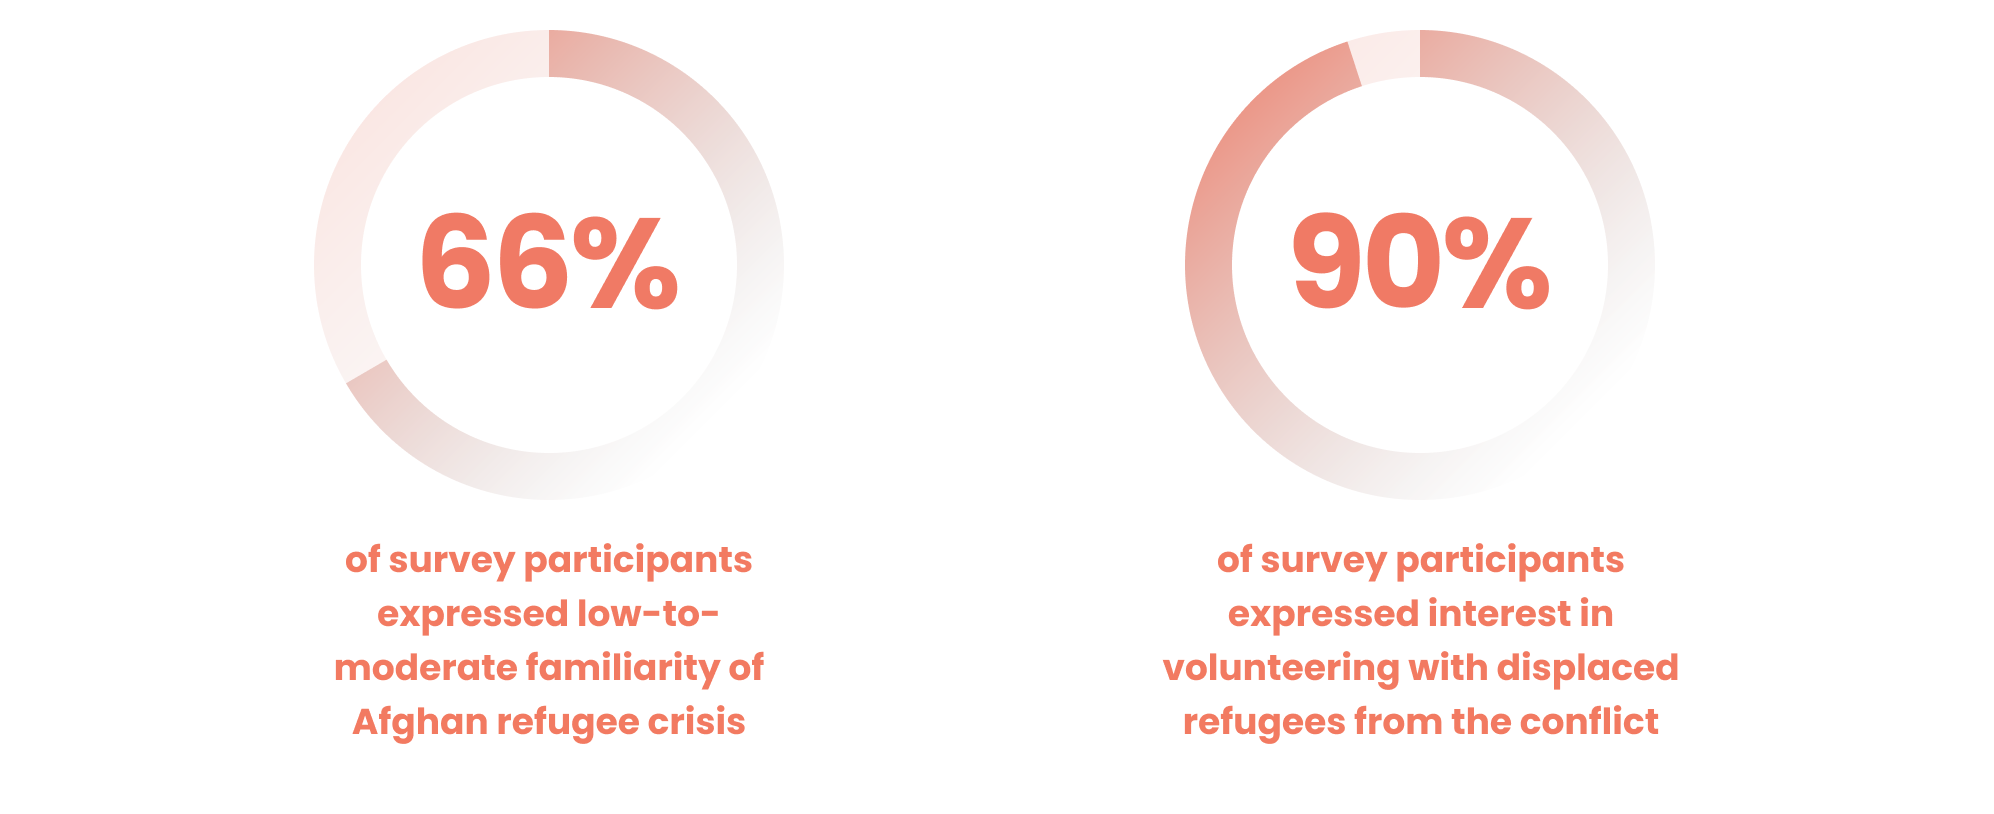 66%
of survey participants
expressed low-to-
moderate familiarity of
Afghan refugee crisis
90%
of survey participants
expressed interest in
volunteering with displaced
refugees from the conflict